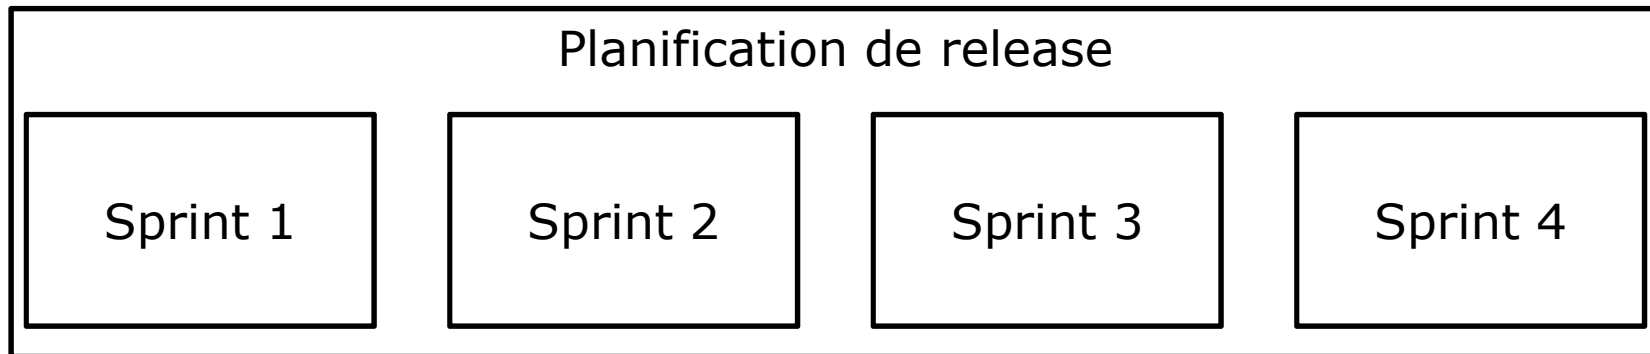 Planification de release
Sprint 1
Sprint 2
Sprint 3
Sprint 4